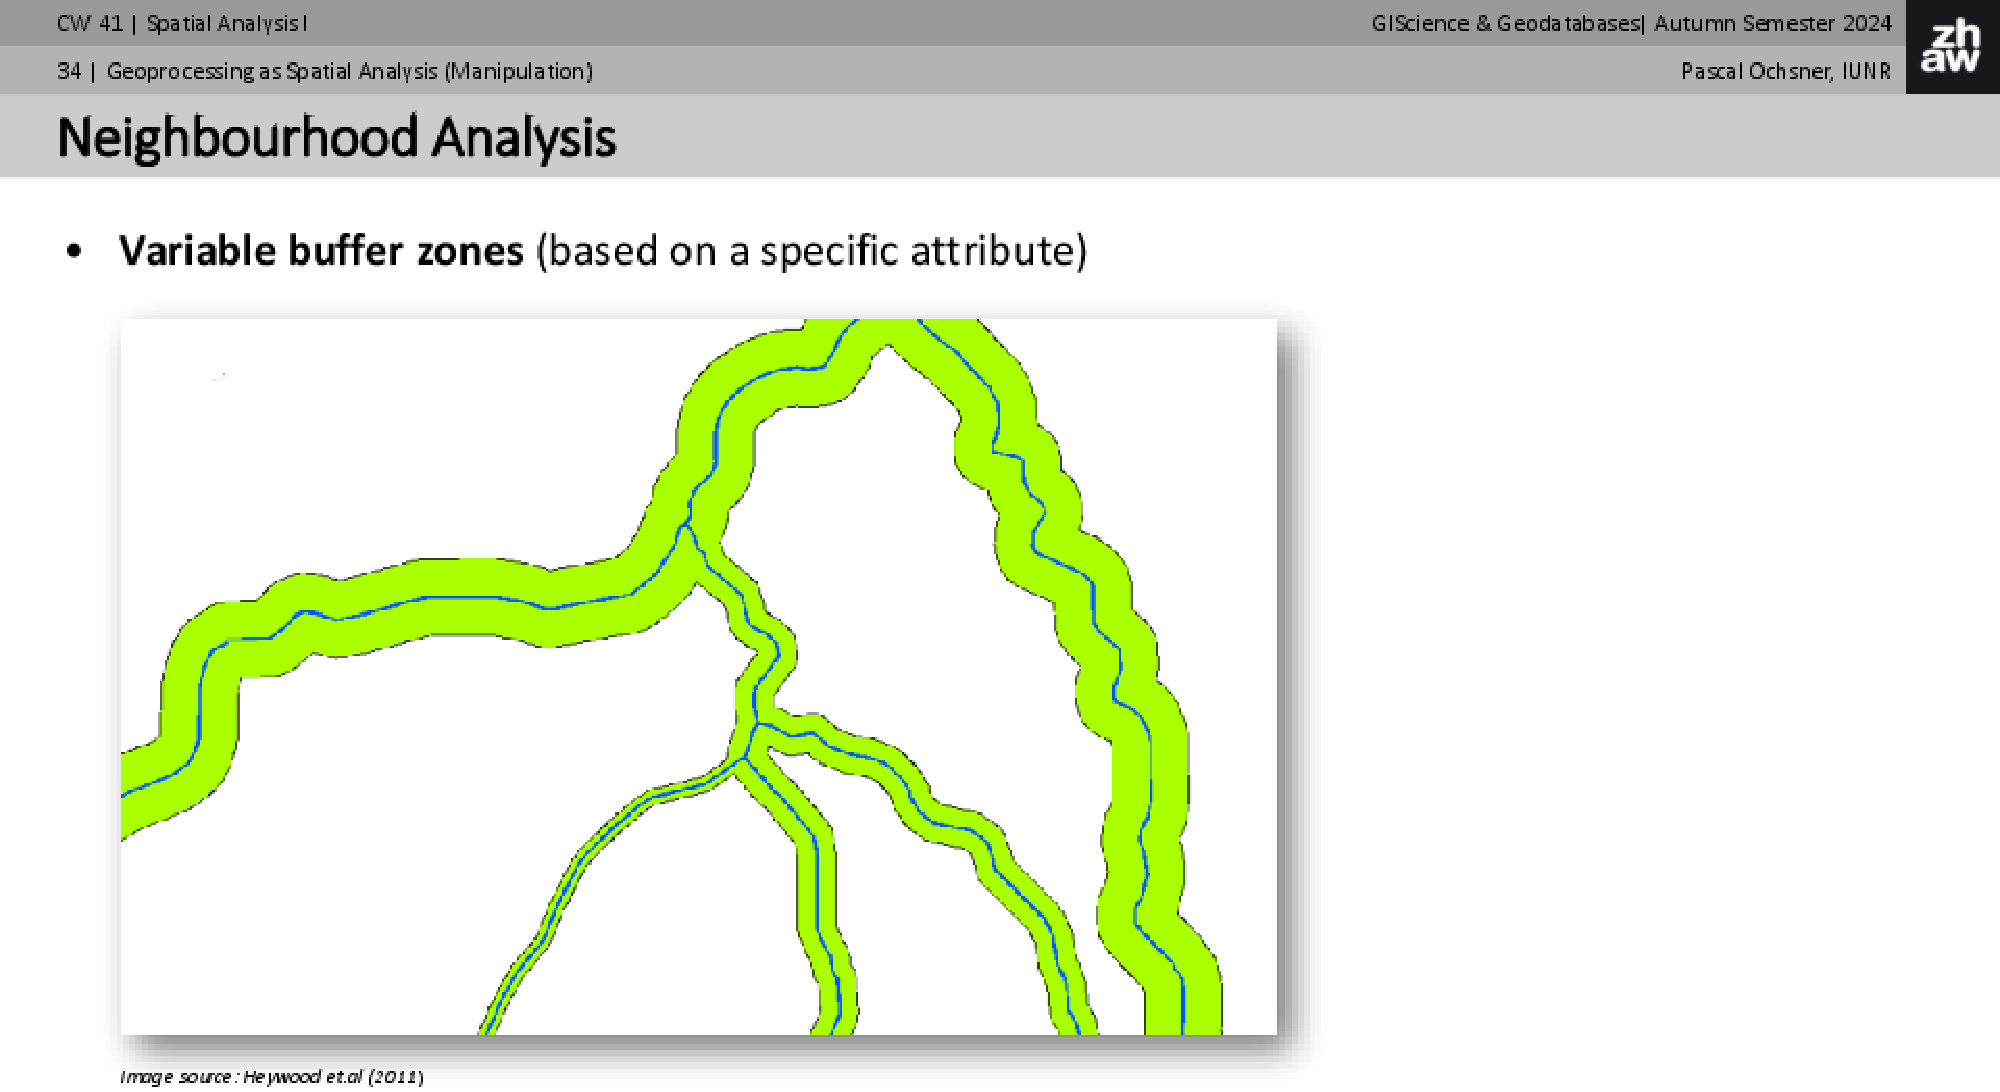 CW 41 | Spatial Analysis I
GIScience & Geodatabases| Autumn Semester 2024
34 | Geoprocessing as Spatial Analysis (Manipulation)
Pascal Ochsner, IUNR
zh
aw
Neighbourhood Analysis
• Variable buffer zones (based on a specific attribute)
Image source: Heywood et.al (2011)